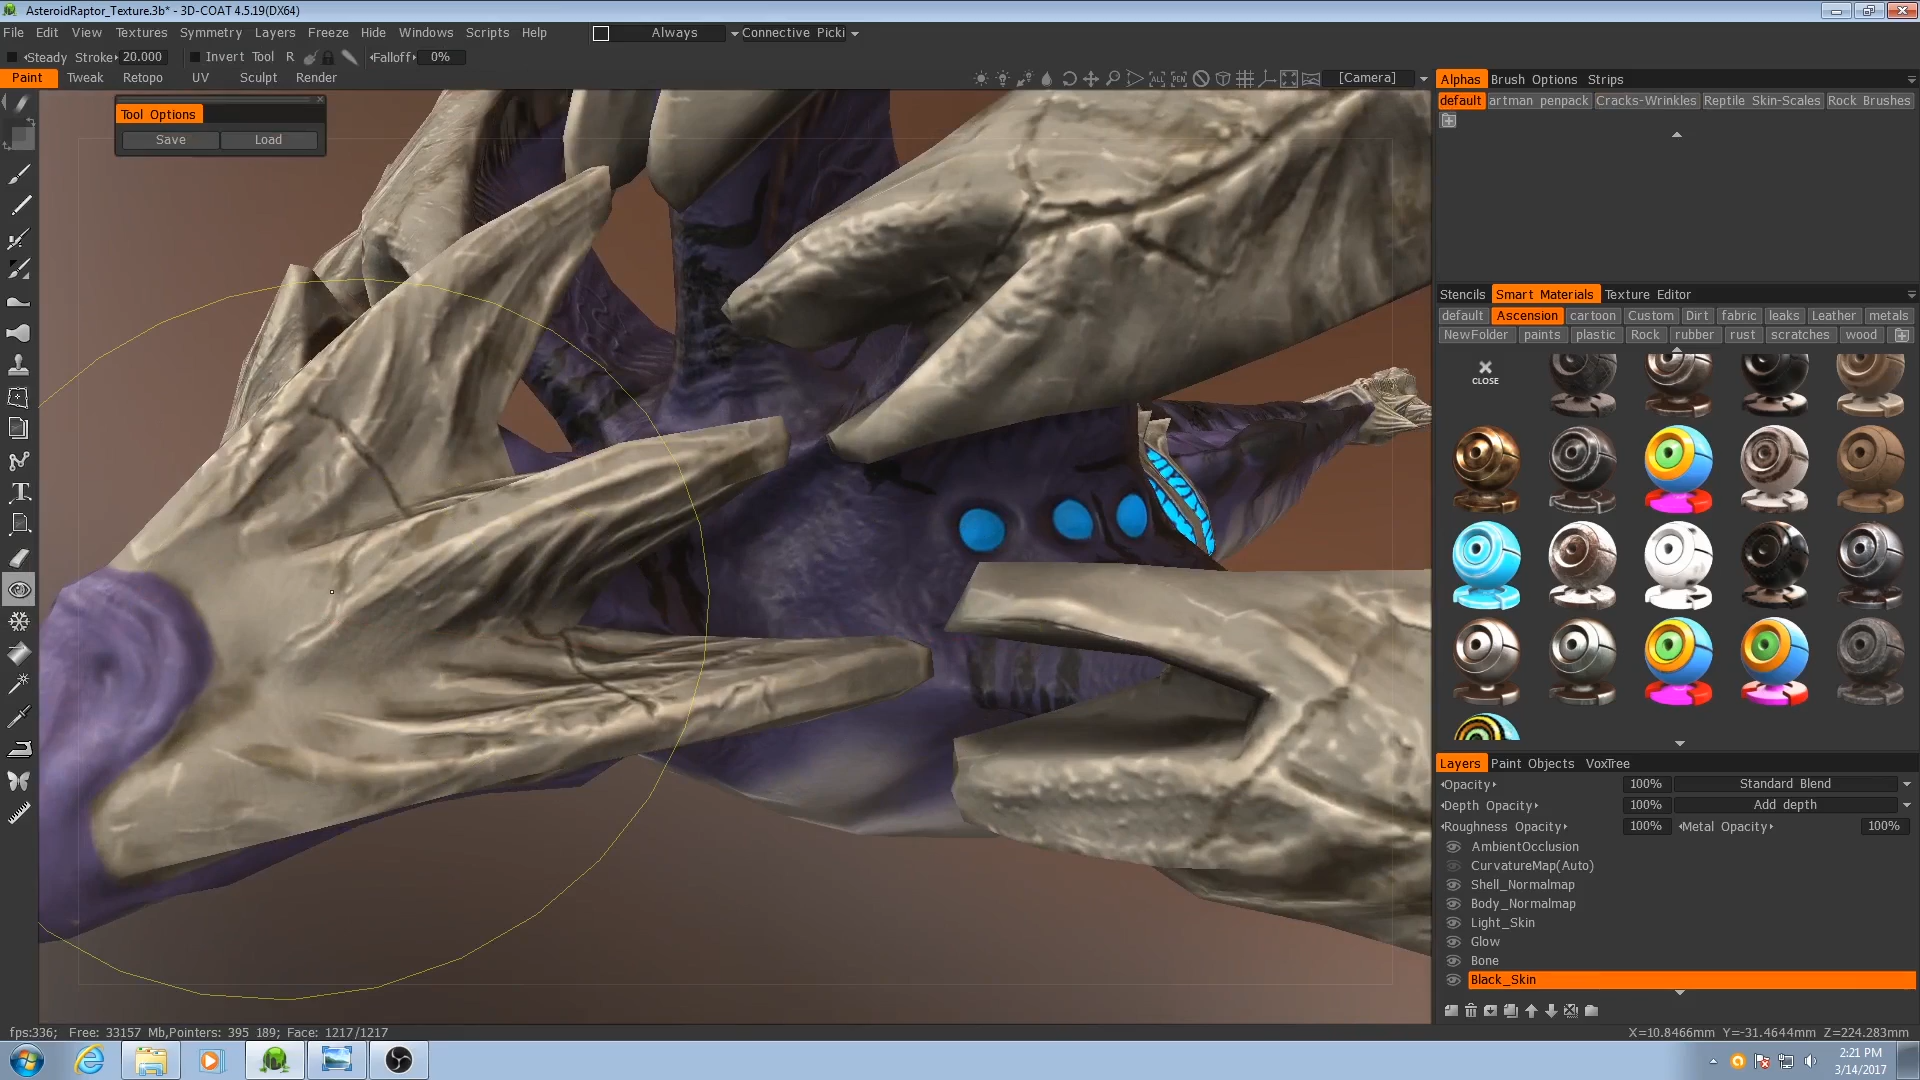 AsteroidRaptor_Texture.3b* - 3D-COAT 4.5.19(DX64)
File Edit View Textures Symmetry Layers Freeze Hide Windows Scripts Help Always Connective Picki
Steady Stroke 20.000 Invert Tool R Falloff 0%
Paint Tweak Retopo UV Sculpt Render [Camera]
Alphas Brush Options Strips
default artman penpack Cracks-Wrinkles Reptile Skin-Scales Rock Brushes
Tool Options
Save Load
Stencils Smart Materials Texture Editor
default Ascension cartoon Custom Dirt fabric leaks Leather metals
NewFolder paints plastic Rock rubber rust scratches wood
CLOSE
Layers Paint Objects VoxTree
Opacity 100% Standard Blend
Depth Opacity 100% Add depth
Roughness Opacity 100% Metal Opacity 100%
AmbientOcclusion
CurvatureMap(Auto)
Shell_Normalmap
Body_Normalmap
Light_Skin
Glow
Bone
Black_Skin
fps:336; Free: 33157 Mb,Pointers: 395 189; Face: 1217/1217
X=10.8466mm Y=-31.4644mm Z=224.283mm
2:21 PM
3/14/2017